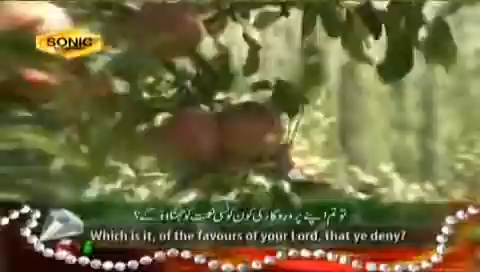 SONIC
تو تم اپنے پروردگار کی کون کونسی نعمت کو جھٹلاؤ گے؟
Which is it, of the favours of your Lord, that ye deny?